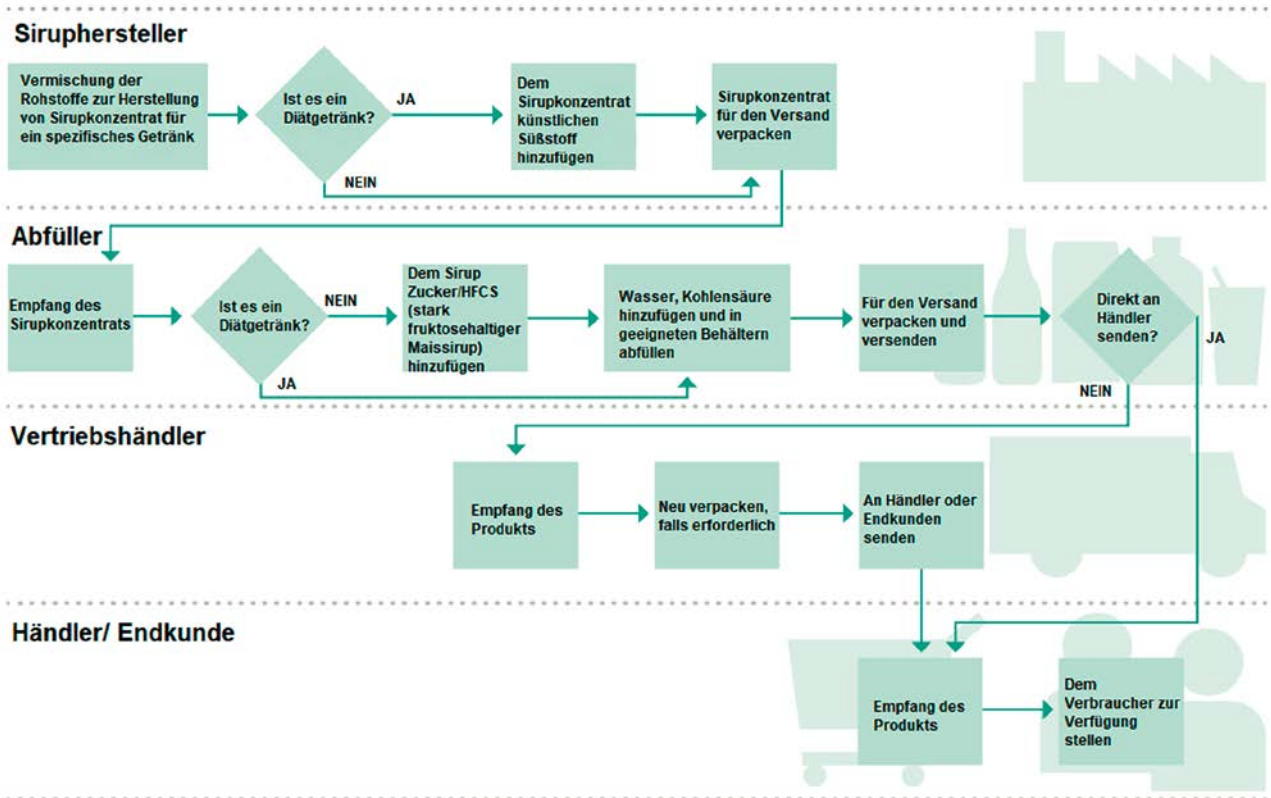 Siruphersteller
Vermischung der
Rohstoffe zur Herstellung
von Sirupkonzentrat für
ein spezifisches Getränk
Ist es ein
Diätgetränk?
JA
NEIN
Dem
Sirupkonzentrat
künstlichen
Süßstoff
hinzufügen
Sirupkonzentrat
für den Versand
verpacken
Abfüller
Empfang des
Sirupkonzentrats
Ist es ein
Diätgetränk?
NEIN
JA
Dem Sirup
Zucker/HFCS
(stark
fruktosehaltiger
Maissirup)
hinzufügen
Wasser, Kohlensäure
hinzufügen und in
geeigneten Behältern
abfüllen
Für den Versand
verpacken und
versenden
Direkt an
Händler
senden?
JA
NEIN
Vertriebshändler
Empfang des
Produkts
Neu verpacken,
falls erforderlich
An Händler oder
Endkunden
senden
Händler/ Endkunde
Empfang des
Produkts
Dem
Verbraucher zur
Verfügung
stellen